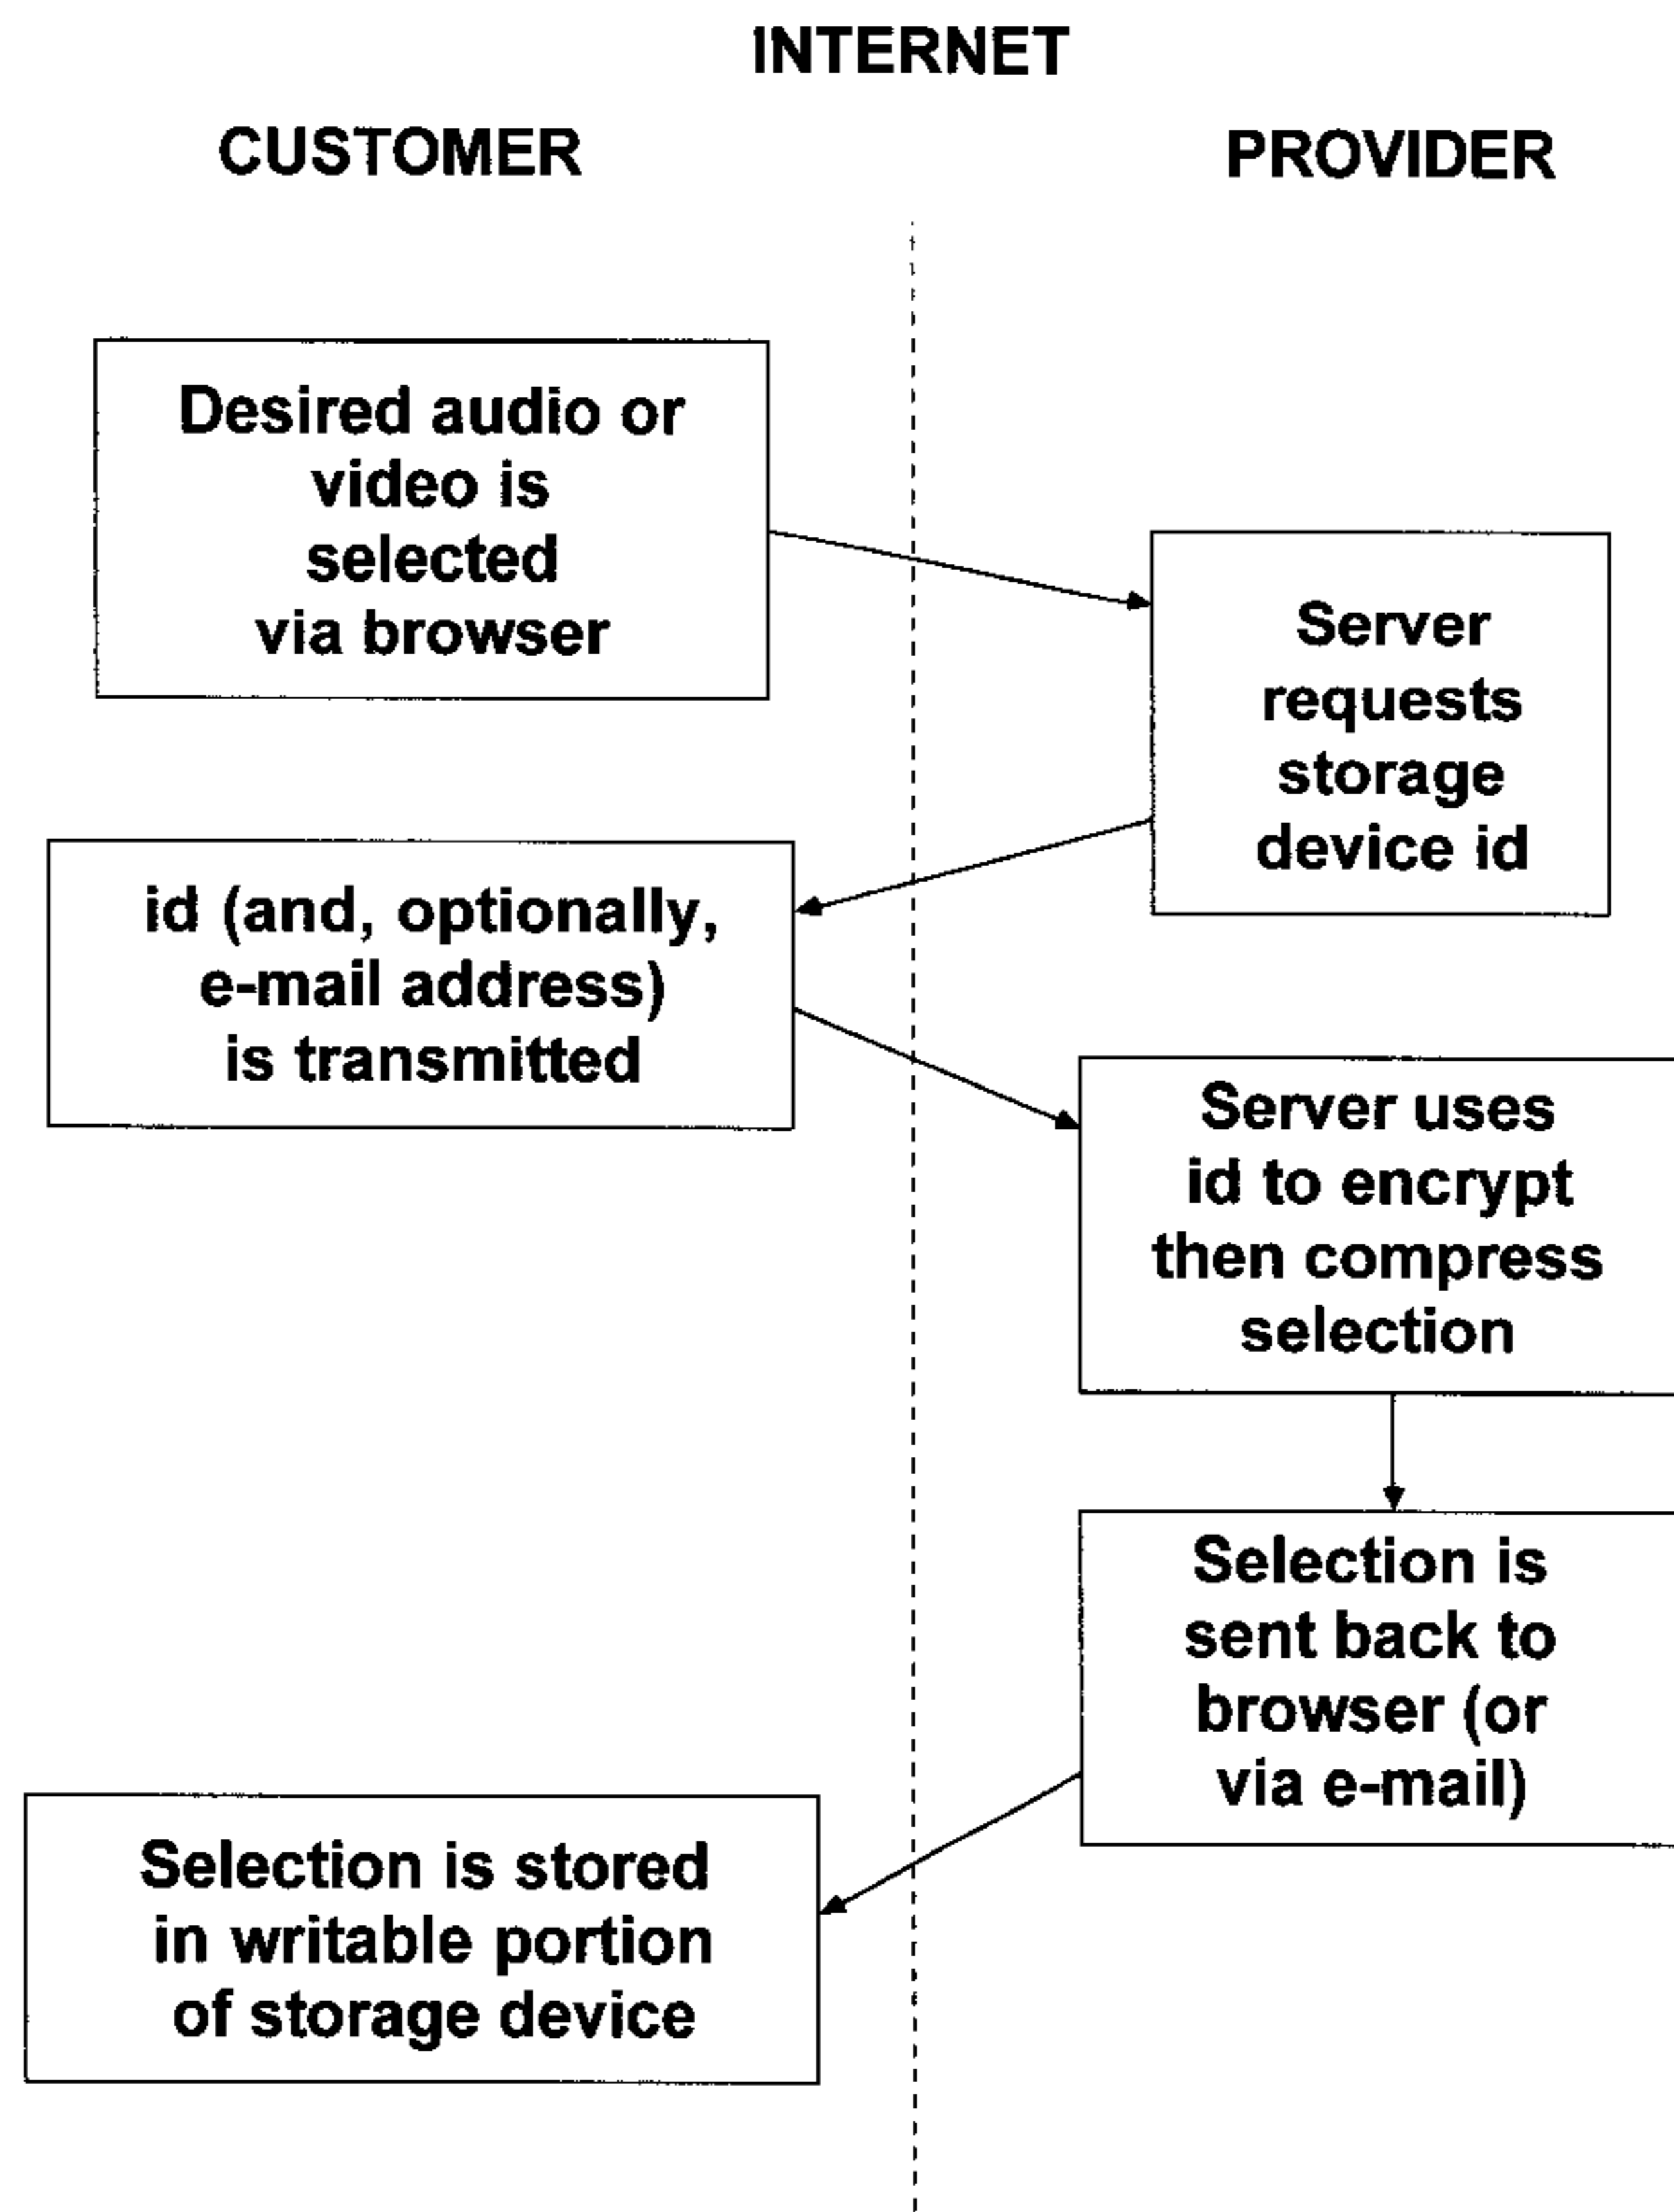 INTERNET
CUSTOMER
PROVIDER
Desired audio or
video is
selected
via browser
Server
requests
storage
device id
id (and, optionally,
e-mail address)
is transmitted
Server uses
id to encrypt
then compress
selection
Selection is
sent back to
browser (or
via e-mail)
Selection is stored
in writable portion
of storage device